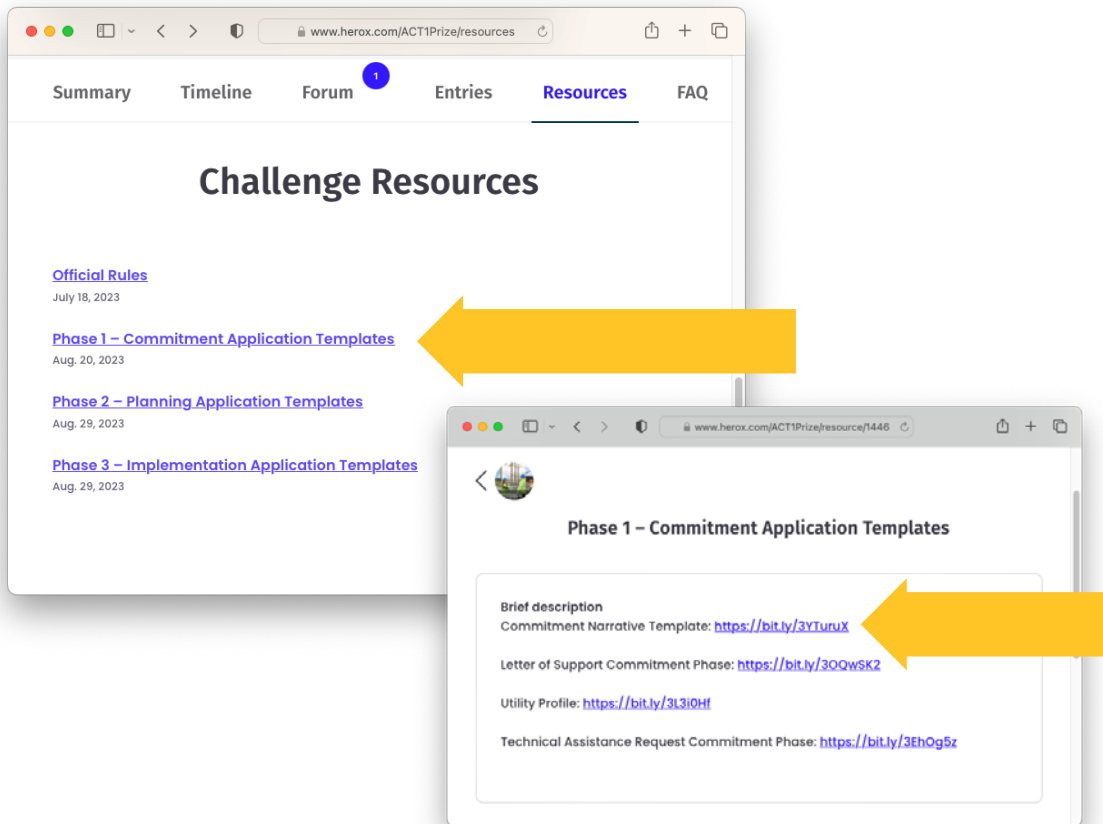 www.herox.com/ACT1Prize/resources
1
Summary Timeline Forum Entries Resources FAQ
Challenge Resources
Official Rules
July 18, 2023
Phase 1 – Commitment Application Templates
Aug. 20, 2023
Phase 2 – Planning Application Templates
Aug. 29, 2023
Phase 3 – Implementation Application Templates
Aug. 29, 2023
www.herox.com/ACT1Prize/resource/1446
Phase 1 – Commitment Application Templates
Brief description
Commitment Narrative Template: https://bit.ly/3YTuruX
Letter of Support Commitment Phase: https://bit.ly/3OQwSK2
Utility Profile: https://bit.ly/3L3i0Hf
Technical Assistance Request Commitment Phase: https://bit.ly/3EhOg5z